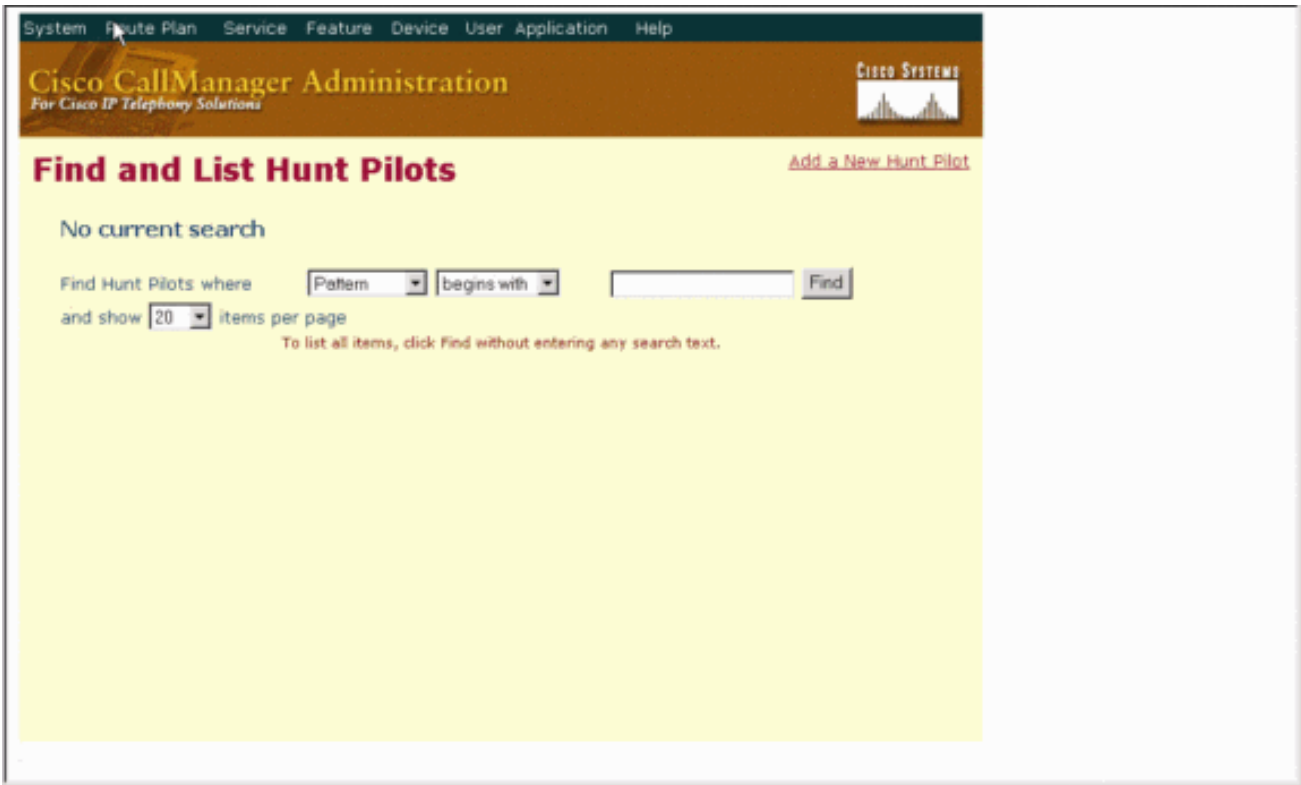 System Route Plan Service Feature Device User Application Help
Cisco CallManager Administration
For Cisco IP Telephony Solutions
CISCO SYSTEMS
Find and List Hunt Pilots
Add a New Hunt Pilot
No current search
Find Hunt Pilots where Pattern begins with Find
and show 20 items per page
To list all items, click Find without entering any search text.